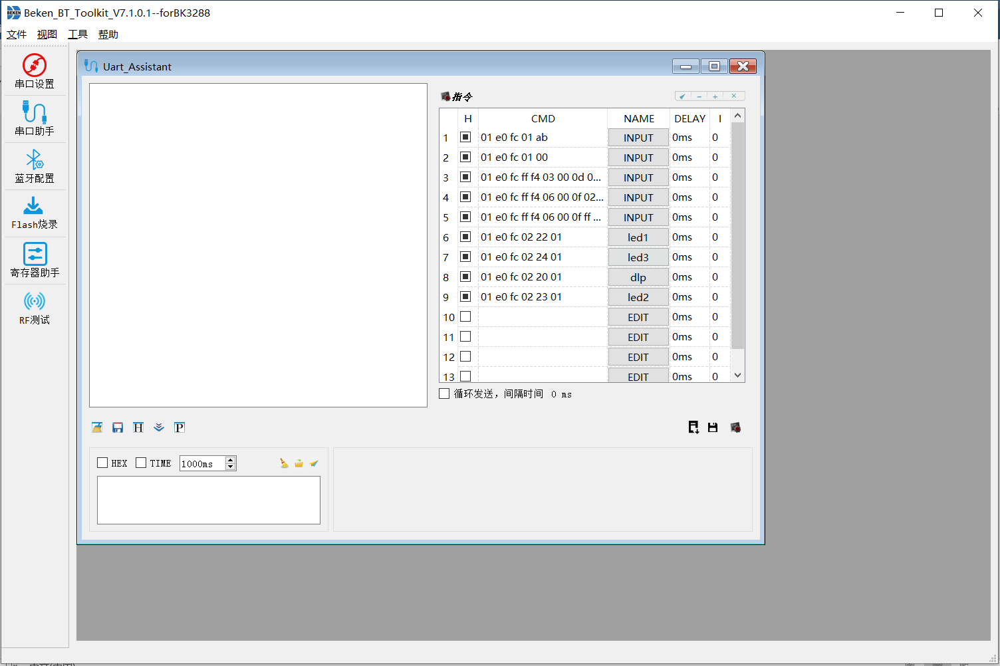 Beken_BT_Toolkit_V7.1.0.1--forBK3288
文件 视图 工具 帮助
串口设置
串口助手
蓝牙配置
Flash烧录
寄存器助手
RF测试
Uart_Assistant
指令
H CMD NAME DELAY I
1 01 e0 fc 01 ab INPUT 0ms 0
2 01 e0 fc 01 00 INPUT 0ms 0
3 01 e0 fc ff f4 03 00 0d 0... INPUT 0ms 0
4 01 e0 fc ff f4 06 00 0f 02... INPUT 0ms 0
5 01 e0 fc ff f4 06 00 0f ff ... INPUT 0ms 0
6 01 e0 fc 02 22 01 led1 0ms 0
7 01 e0 fc 02 24 01 led3 0ms 0
8 01 e0 fc 02 20 01 dlp 0ms 0
9 01 e0 fc 02 23 01 led2 0ms 0
10 EDIT 0ms 0
11 EDIT 0ms 0
12 EDIT 0ms 0
13 EDIT 0ms 0
循环发送，间隔时间 0 ms
H P
HEX TIME 1000ms